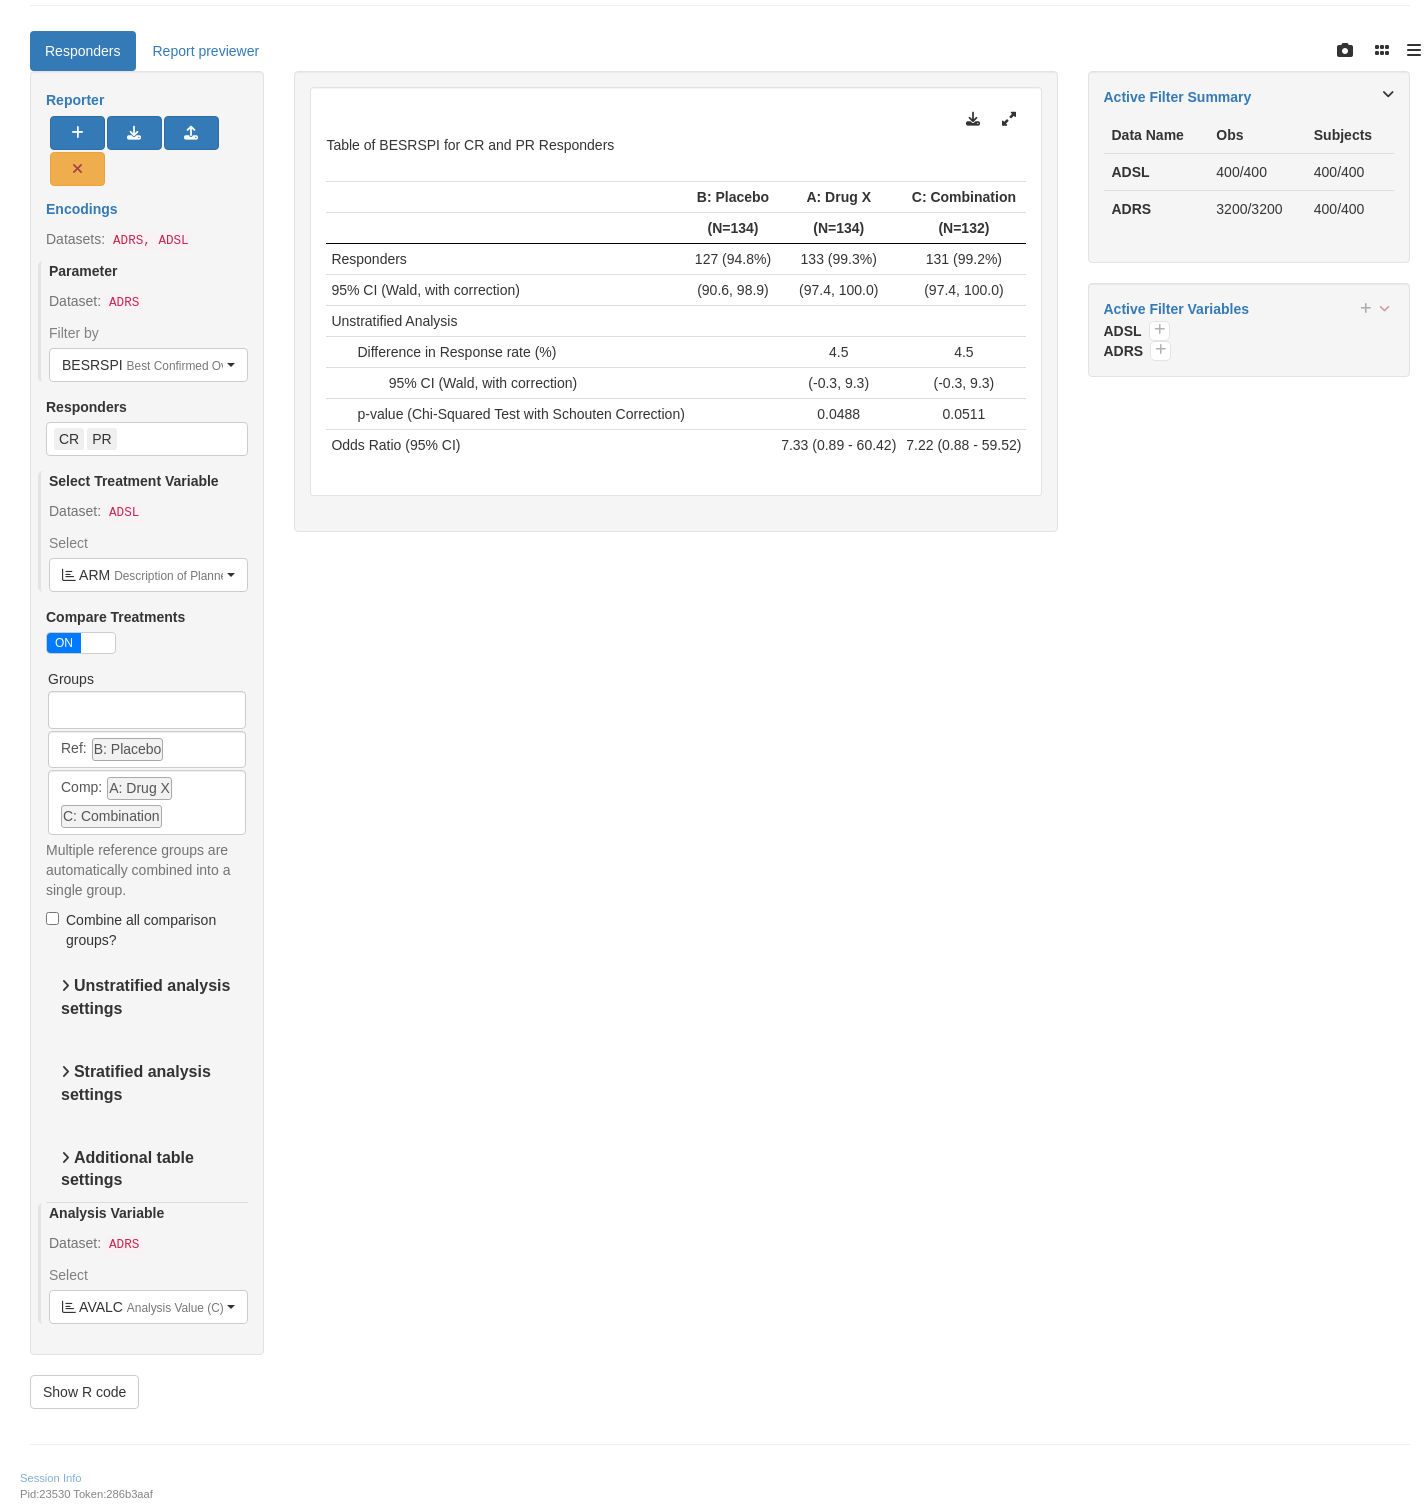 Responders
Report previewer
Reporter
Encodings
Datasets: ADRS, ADSL
Parameter
Dataset: ADRS
Filter by
BESRSPI Best Confirmed Ov
Responders
CR PR
Select Treatment Variable
Dataset: ADSL
Select
ARM Description of Planne
Compare Treatments
ON
Groups
Ref: B: Placebo
Comp: A: Drug X
C: Combination
Multiple reference groups are
automatically combined into a
single group.
Combine all comparison
groups?
Unstratified analysis
settings
Stratified analysis
settings
Additional table
settings
Analysis Variable
Dataset: ADRS
Select
AVALC Analysis Value (C)
Show R code
Table of BESRSPI for CR and PR Responders
B: Placebo A: Drug X C: Combination
(N=134) (N=134) (N=132)
Responders 127 (94.8%) 133 (99.3%) 131 (99.2%)
95% CI (Wald, with correction) (90.6, 98.9) (97.4, 100.0) (97.4, 100.0)
Unstratified Analysis
Difference in Response rate (%) 4.5 4.5
95% CI (Wald, with correction) (-0.3, 9.3) (-0.3, 9.3)
p-value (Chi-Squared Test with Schouten Correction) 0.0488 0.0511
Odds Ratio (95% CI) 7.33 (0.89 - 60.42) 7.22 (0.88 - 59.52)
Active Filter Summary
Data Name Obs Subjects
ADSL 400/400 400/400
ADRS 3200/3200 400/400
Active Filter Variables
ADSL
ADRS
Session Info
Pid:23530 Token:286b3aaf